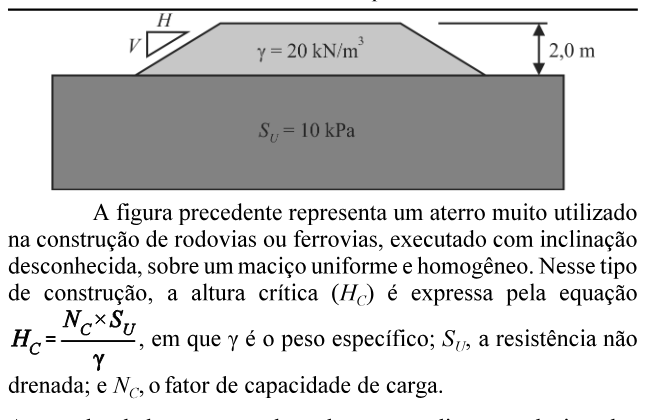 H
V
γ = 20 kN/m³
2,0 m
S_U = 10 kPa
A figura precedente representa um aterro muito utilizado
na construção de rodovias ou ferrovias, executado com inclinação
desconhecida, sobre um maciço uniforme e homogêneo. Nesse tipo
de construção, a altura crítica (H_C) é expressa pela equação
H_C = N_C × S_U / γ, em que γ é o peso específico; S_U, a resistência não
drenada; e N_C, o fator de capacidade de carga.